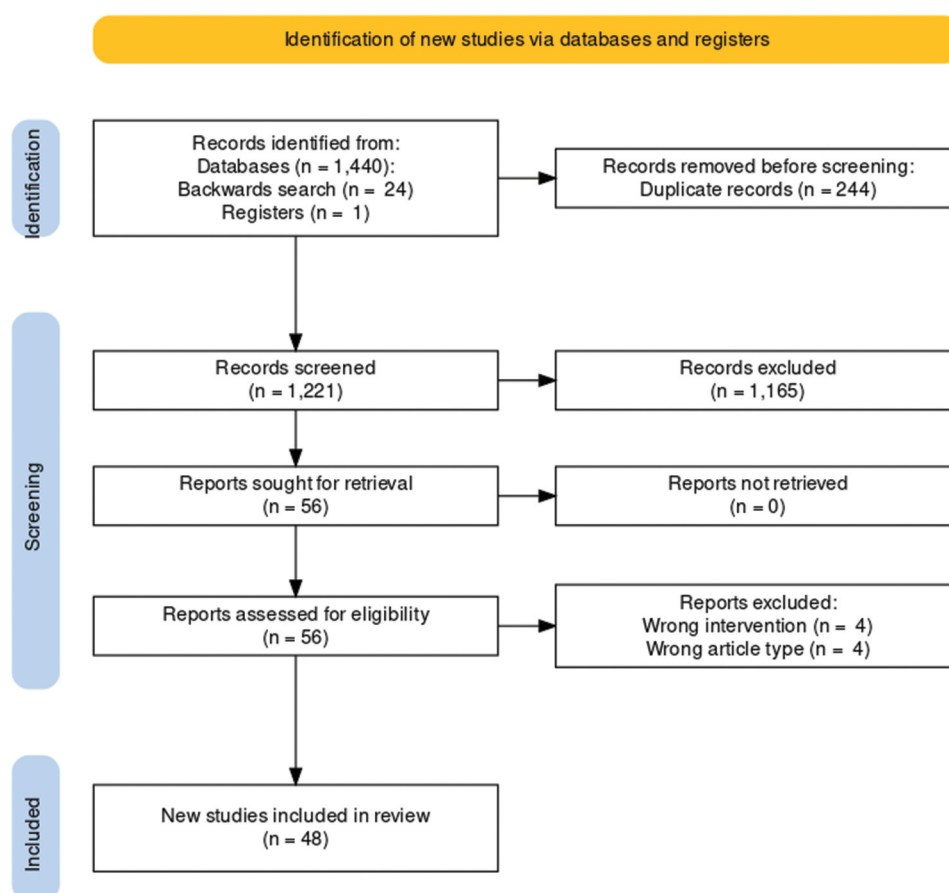 Identification of new studies via databases and registers
Identification
Records identified from:
Databases (n = 1,440):
Backwards search (n = 24)
Registers (n = 1)
Records removed before screening:
Duplicate records (n = 244)
Screening
Records screened
(n = 1,221)
Records excluded
(n = 1,165)
Reports sought for retrieval
(n = 56)
Reports not retrieved
(n = 0)
Reports assessed for eligibility
(n = 56)
Reports excluded:
Wrong intervention (n = 4)
Wrong article type (n = 4)
Included
New studies included in review
(n = 48)